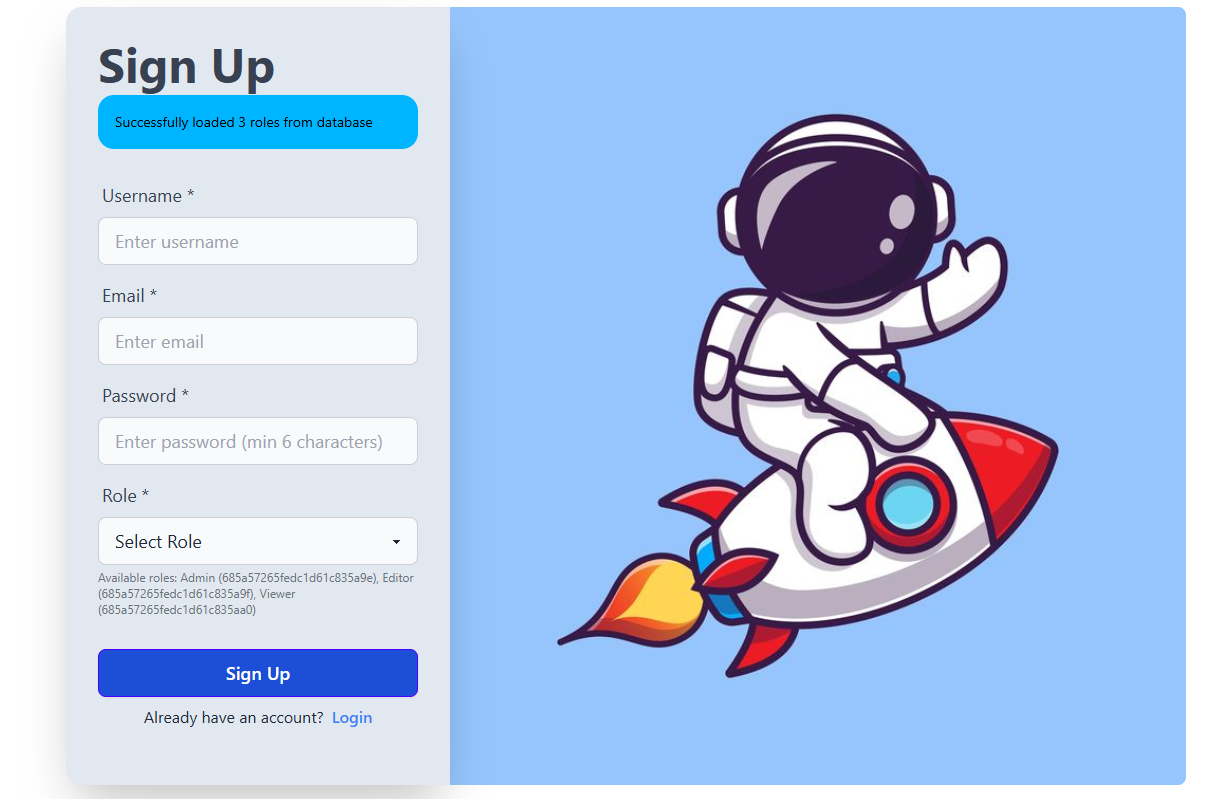 Sign Up
Successfully loaded 3 roles from database
Username *
Enter username
Email *
Enter email
Password *
Enter password (min 6 characters)
Role *
Select Role
Available roles: Admin (685a57265fedc1d61c835a9e), Editor
(685a57265fedc1d61c835a9f), Viewer
(685a57265fedc1d61c835aa0)
Sign Up
Already have an account? Login